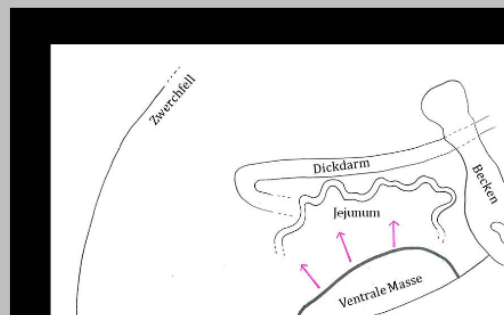 Zwerchfell
Dickdarm
Becken
Jejunum
Ventrale Masse